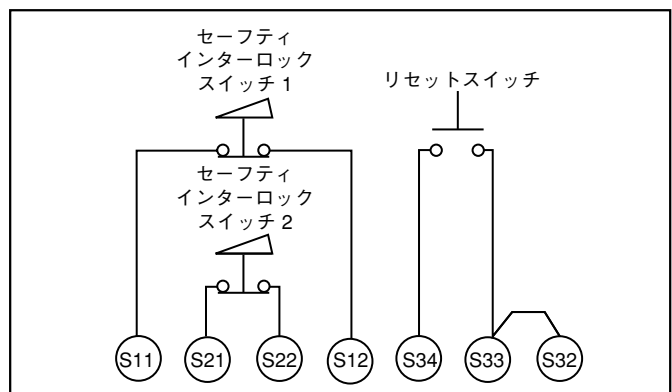 セーフティ
インターロック
スイッチ 1
リセットスイッチ
セーフティ
インターロック
スイッチ 2
S11 S21 S22 S12 S34 S33 S32